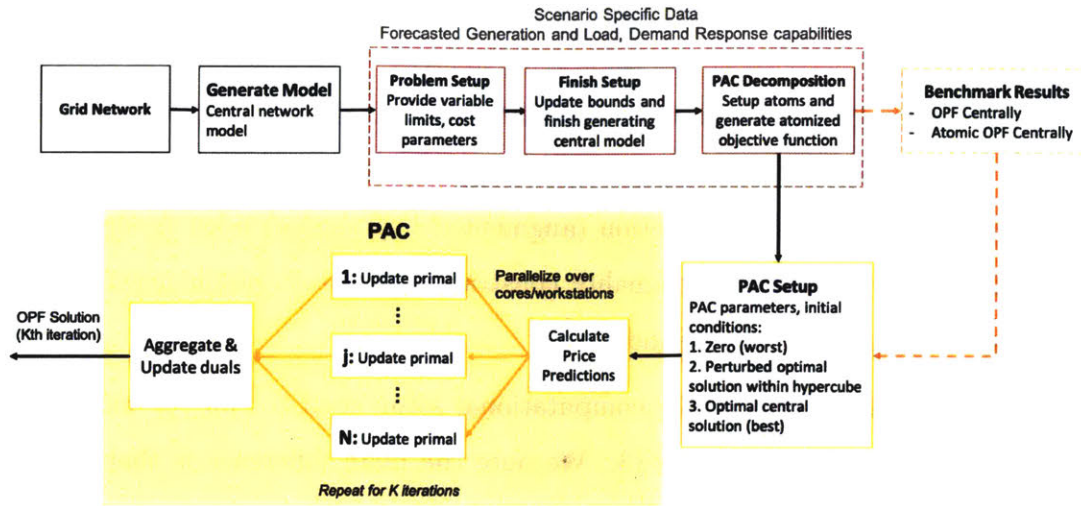 Scenario Specific Data
Forecasted Generation and Load, Demand Response capabilities
Grid Network
Generate Model
Central network
model
Problem Setup
Provide variable
limits, cost
parameters
Finish Setup
Update bounds and
finish generating
central model
PAC Decomposition
Setup atoms and
generate atomized
objective function
Benchmark Results
- OPF Centrally
- Atomic OPF Centrally
PAC
1: Update primal
⋮
j: Update primal
⋮
N: Update primal
Parallelize over
cores/workstations
Calculate
Price
Predictions
Aggregate &
Update duals
OPF Solution
(Kth iteration)
Repeat for K iterations
PAC Setup
PAC parameters, initial
conditions:
1. Zero (worst)
2. Perturbed optimal
solution within hypercube
3. Optimal central
solution (best)